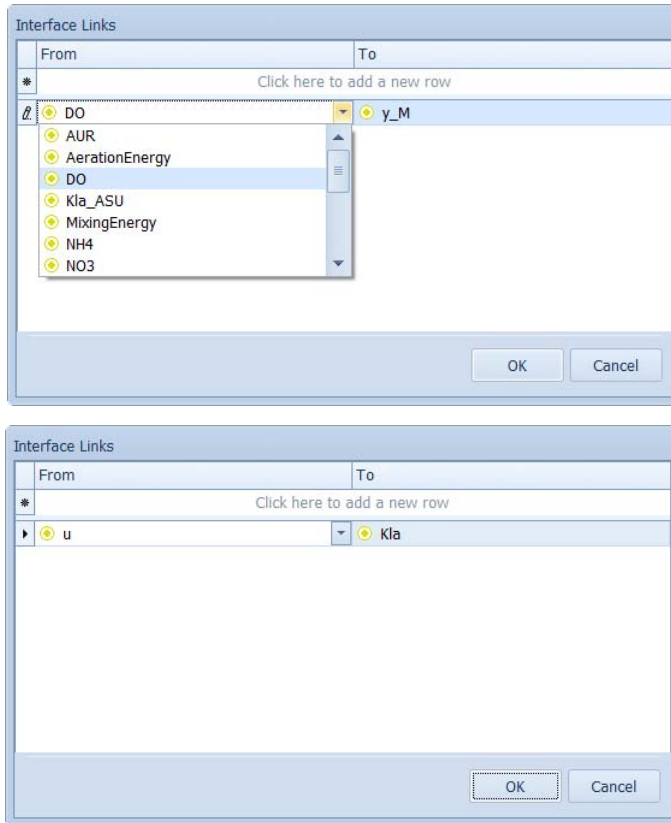 Interface Links
From To
Click here to add a new row
DO y_M
AUR
AerationEnergy
DO
Kla_ASU
MixingEnergy
NH4
NO3
OK Cancel
Interface Links
From To
Click here to add a new row
u Kla
OK Cancel